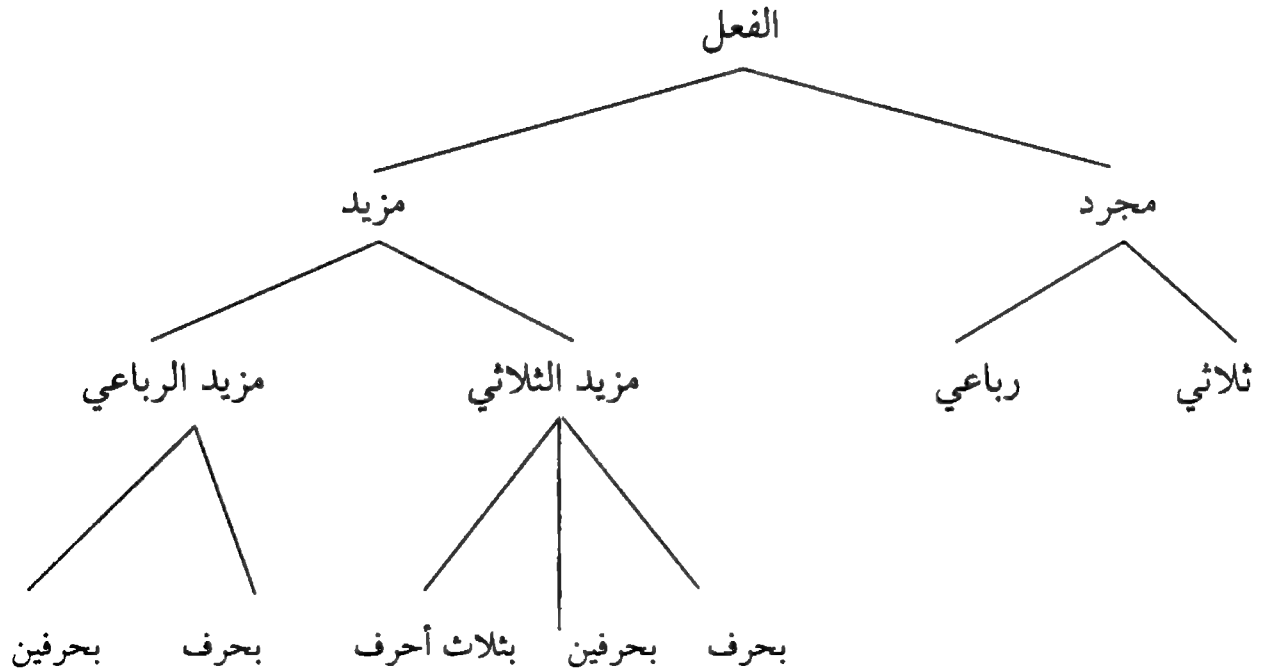 الفعل
مجرد مزيد
ثلاثي رباعي مزيد الثلاثي مزيد الرباعي
بحرف بحرفين بثلاث أحرف بحرف بحرفين